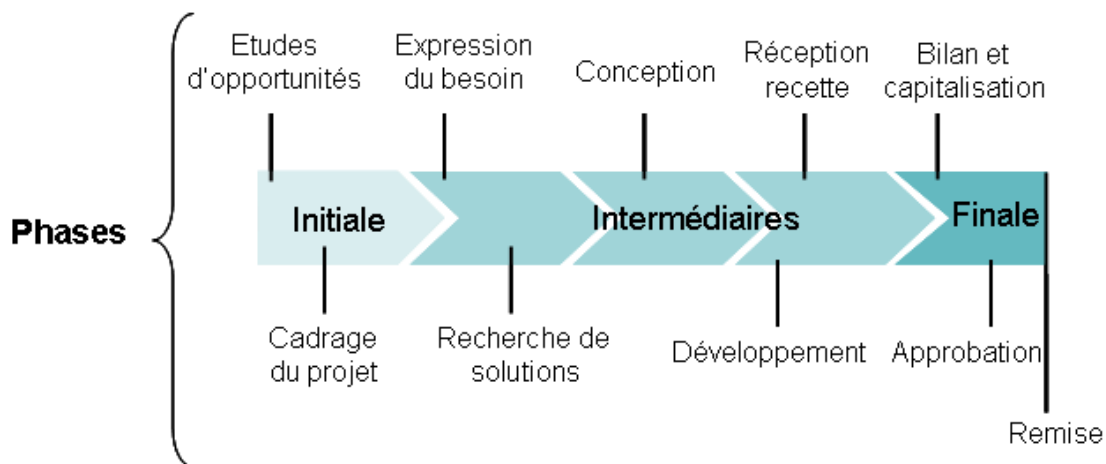 Etudes
d'opportunités
Expression
du besoin
Conception
Réception
recette
Bilan et
capitalisation
Phases
Initiale
Intermédiaires
Finale
Cadrage
du projet
Recherche de
solutions
Développement
Approbation
Remise